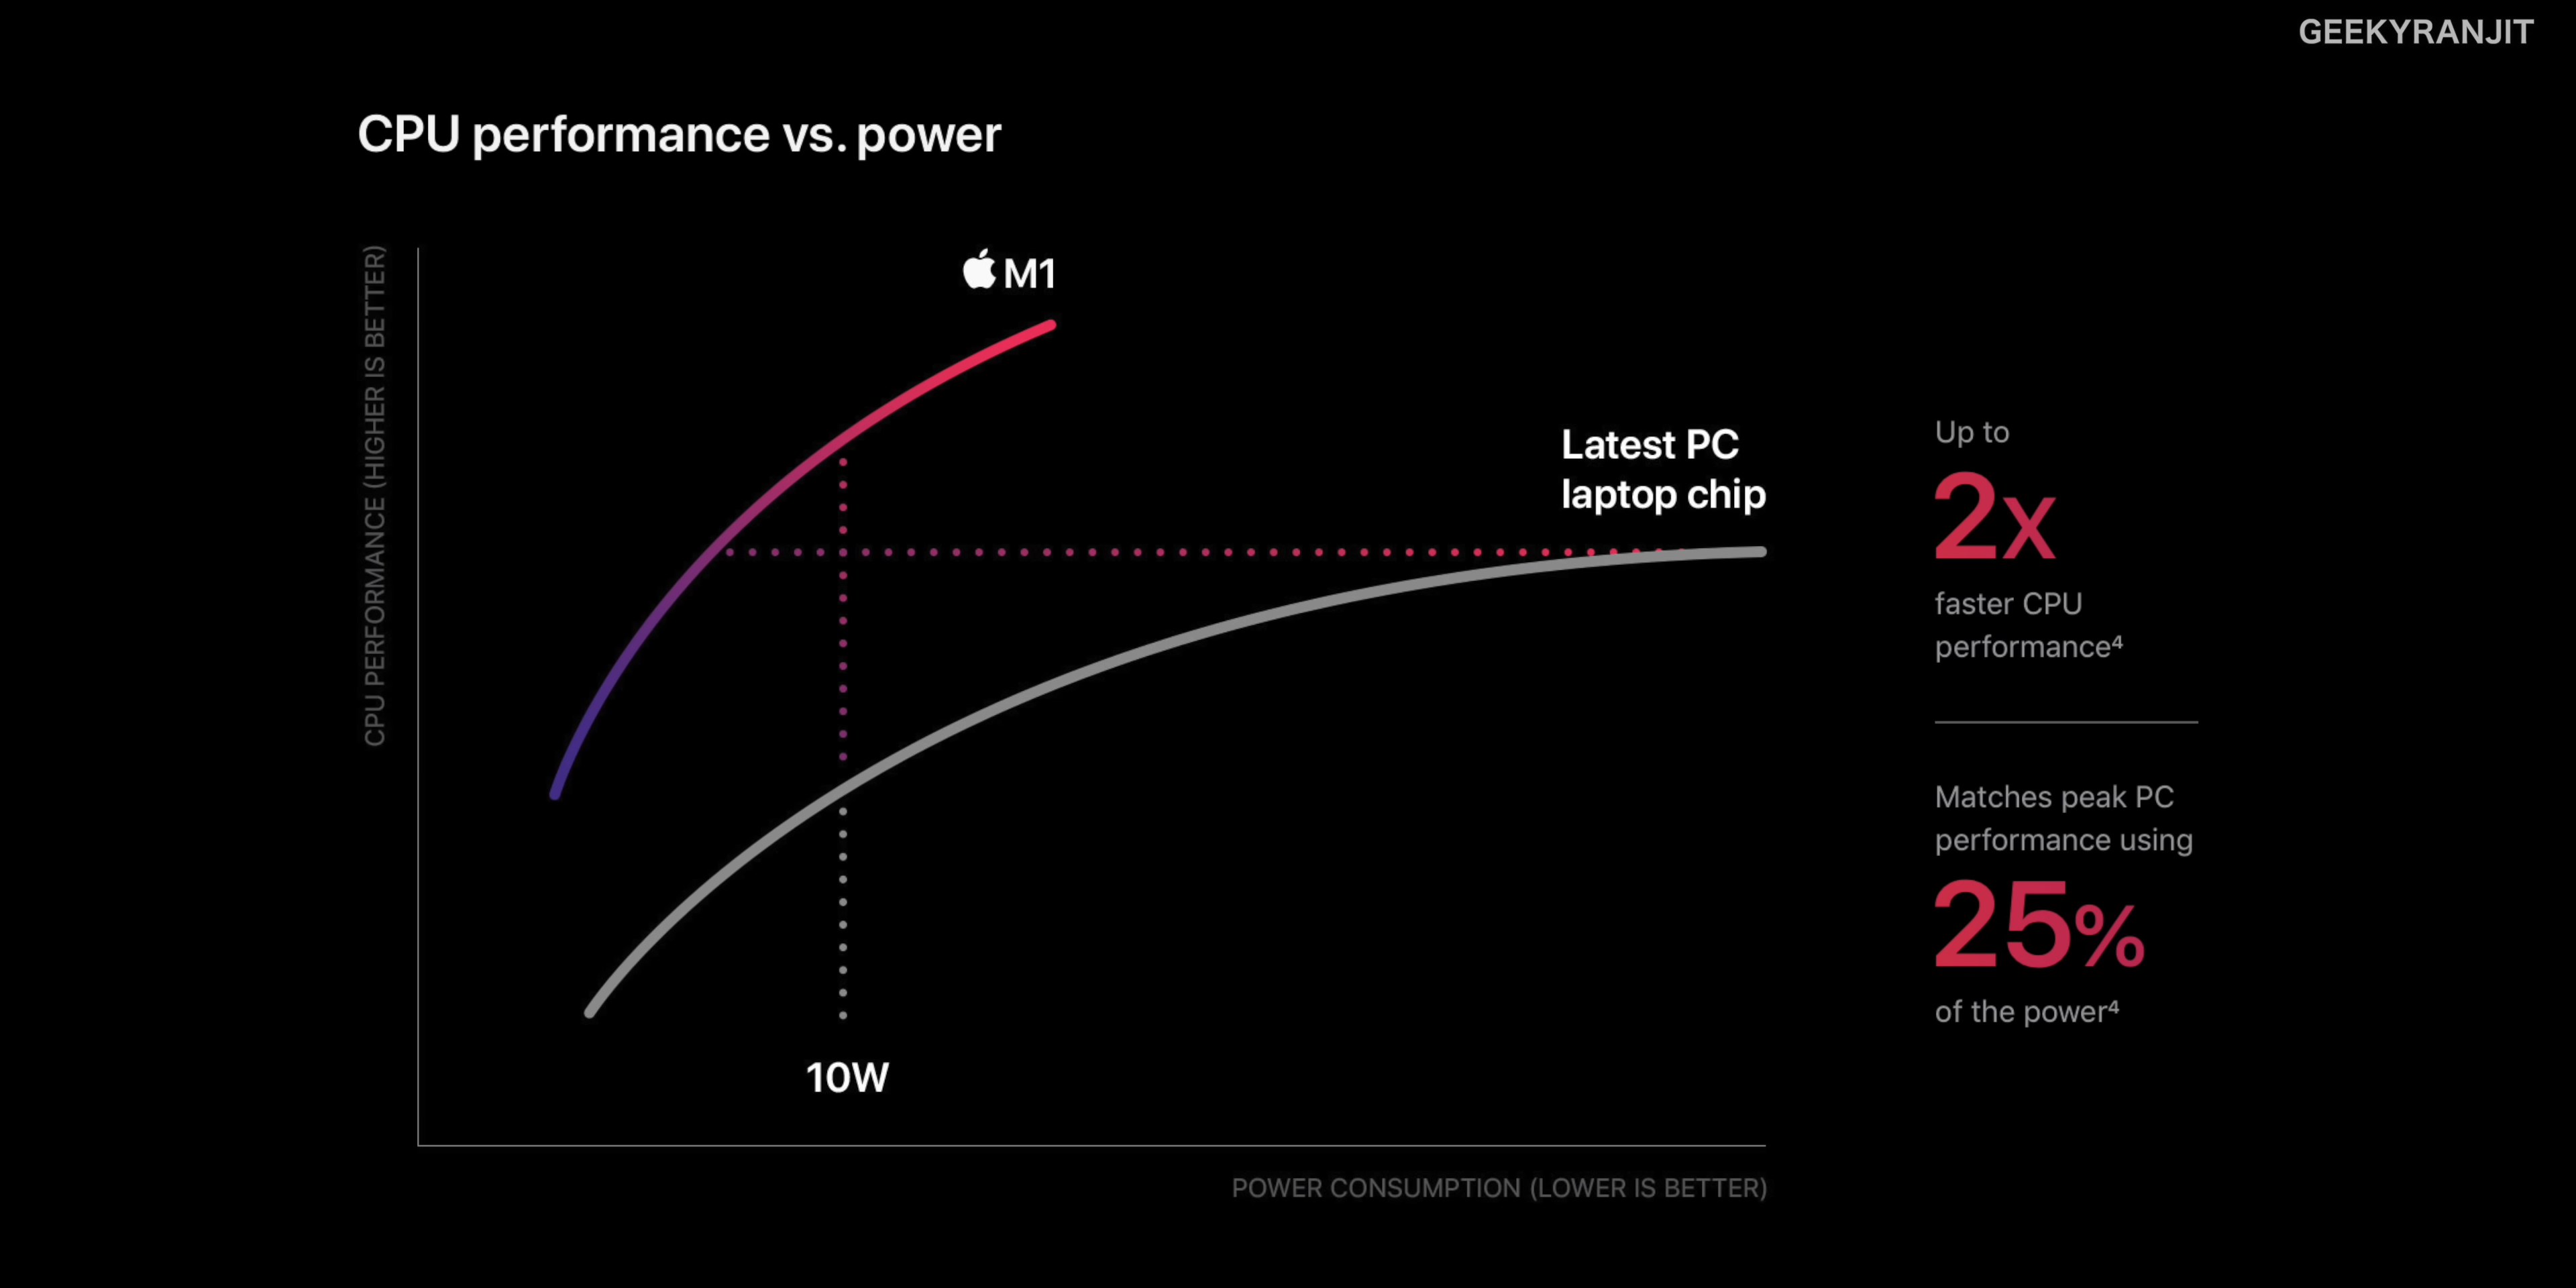 GEEKYRANJIT
CPU performance vs. power
CPU PERFORMANCE (HIGHER IS BETTER)
M1
Latest PC
laptop chip
10W
POWER CONSUMPTION (LOWER IS BETTER)
Up to
2x
faster CPU
performance⁴
Matches peak PC
performance using
25%
of the power⁴